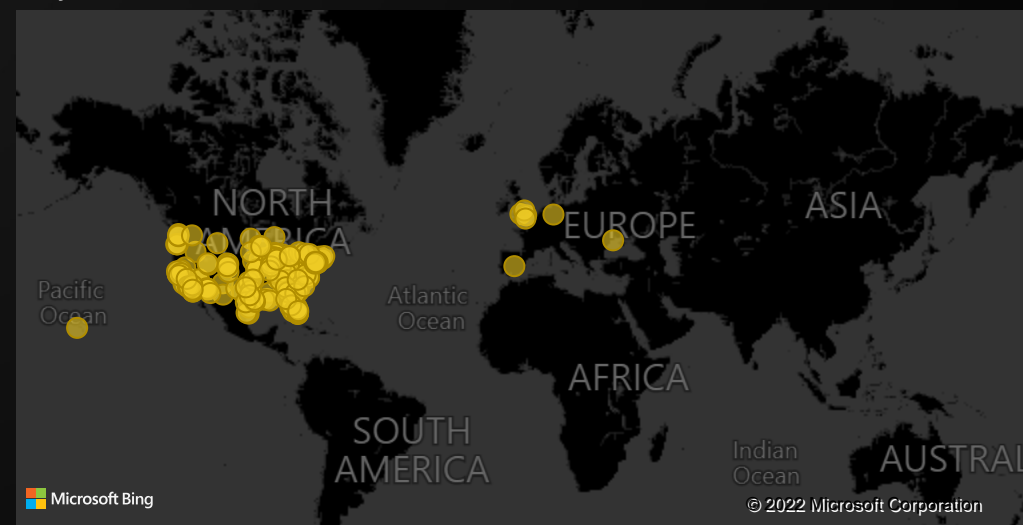 NORTH
AMERICA
EUROPE
ASIA
Pacific
Ocean
Atlantic
Ocean
AFRICA
SOUTH
AMERICA
Indian
Ocean
AUSTRAL
Microsoft Bing
© 2022 Microsoft Corporation